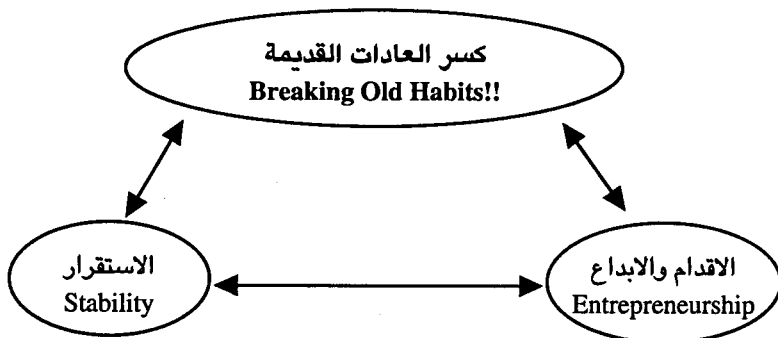 كسر العادات القديمة
Breaking Old Habits!!
الاستقرار
Stability
الاقدام والابداع
Entrepreneurship